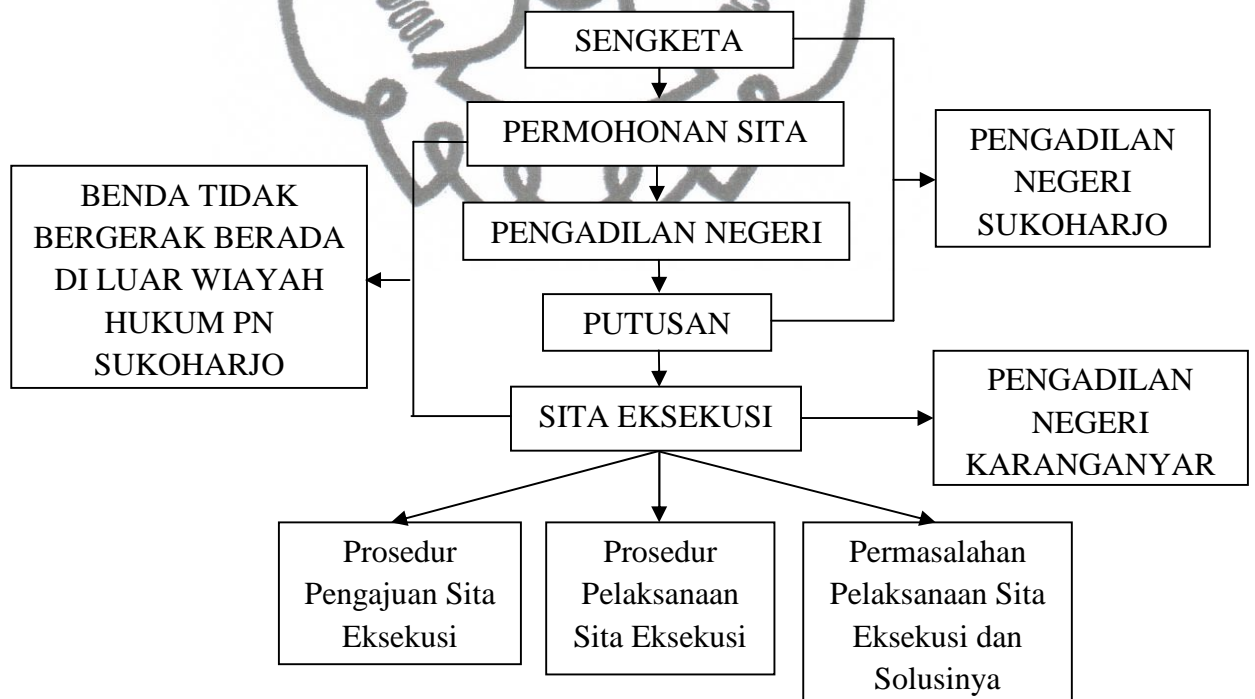 SENGKETA
PERMOHONAN SITA
PENGADILAN NEGERI
PUTUSAN
SITA EKSEKUSI
BENDA TIDAK
BERGERAK BERADA
DI LUAR WIAYAH
HUKUM PN
SUKOHARJO
PENGADILAN
NEGERI
SUKOHARJO
PENGADILAN
NEGERI
KARANGANYAR
Prosedur
Pengajuan Sita
Eksekusi
Prosedur
Pelaksanaan
Sita Eksekusi
Permasalahan
Pelaksanaan Sita
Eksekusi dan
Solusinya